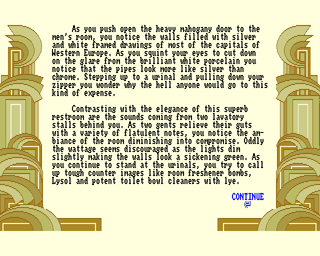 As you push open the heavy mahogany door to the
men's room, you notice the walls filled with silver
and white framed drawings of most of the capitals of
Western Europe. As you squint your eyes to cut down
on the glare from the brilliant white porcelain you
notice that the pipes look more like silver than
chrome. Stepping up to a urinal and pulling down your
zipper you wonder why the hell anyone would go to this
kind of expense.
Contrasting with the elegance of this superb
restroom are the sounds coming from two lavatory
stalls behind you. As two gents relieve their guts
with a variety of flatulent notes, you notice the am-
biance of the room diminishing into compromise. Oddly
the wattage seems discouraged as the lights dim
slightly making the walls look a sickening green. As
you continue to stand at the urinals, you try to call
up tough counter images like room freshener bombs,
Lysol and potent toilet bowl cleaners with lye.
CONTINUE
@